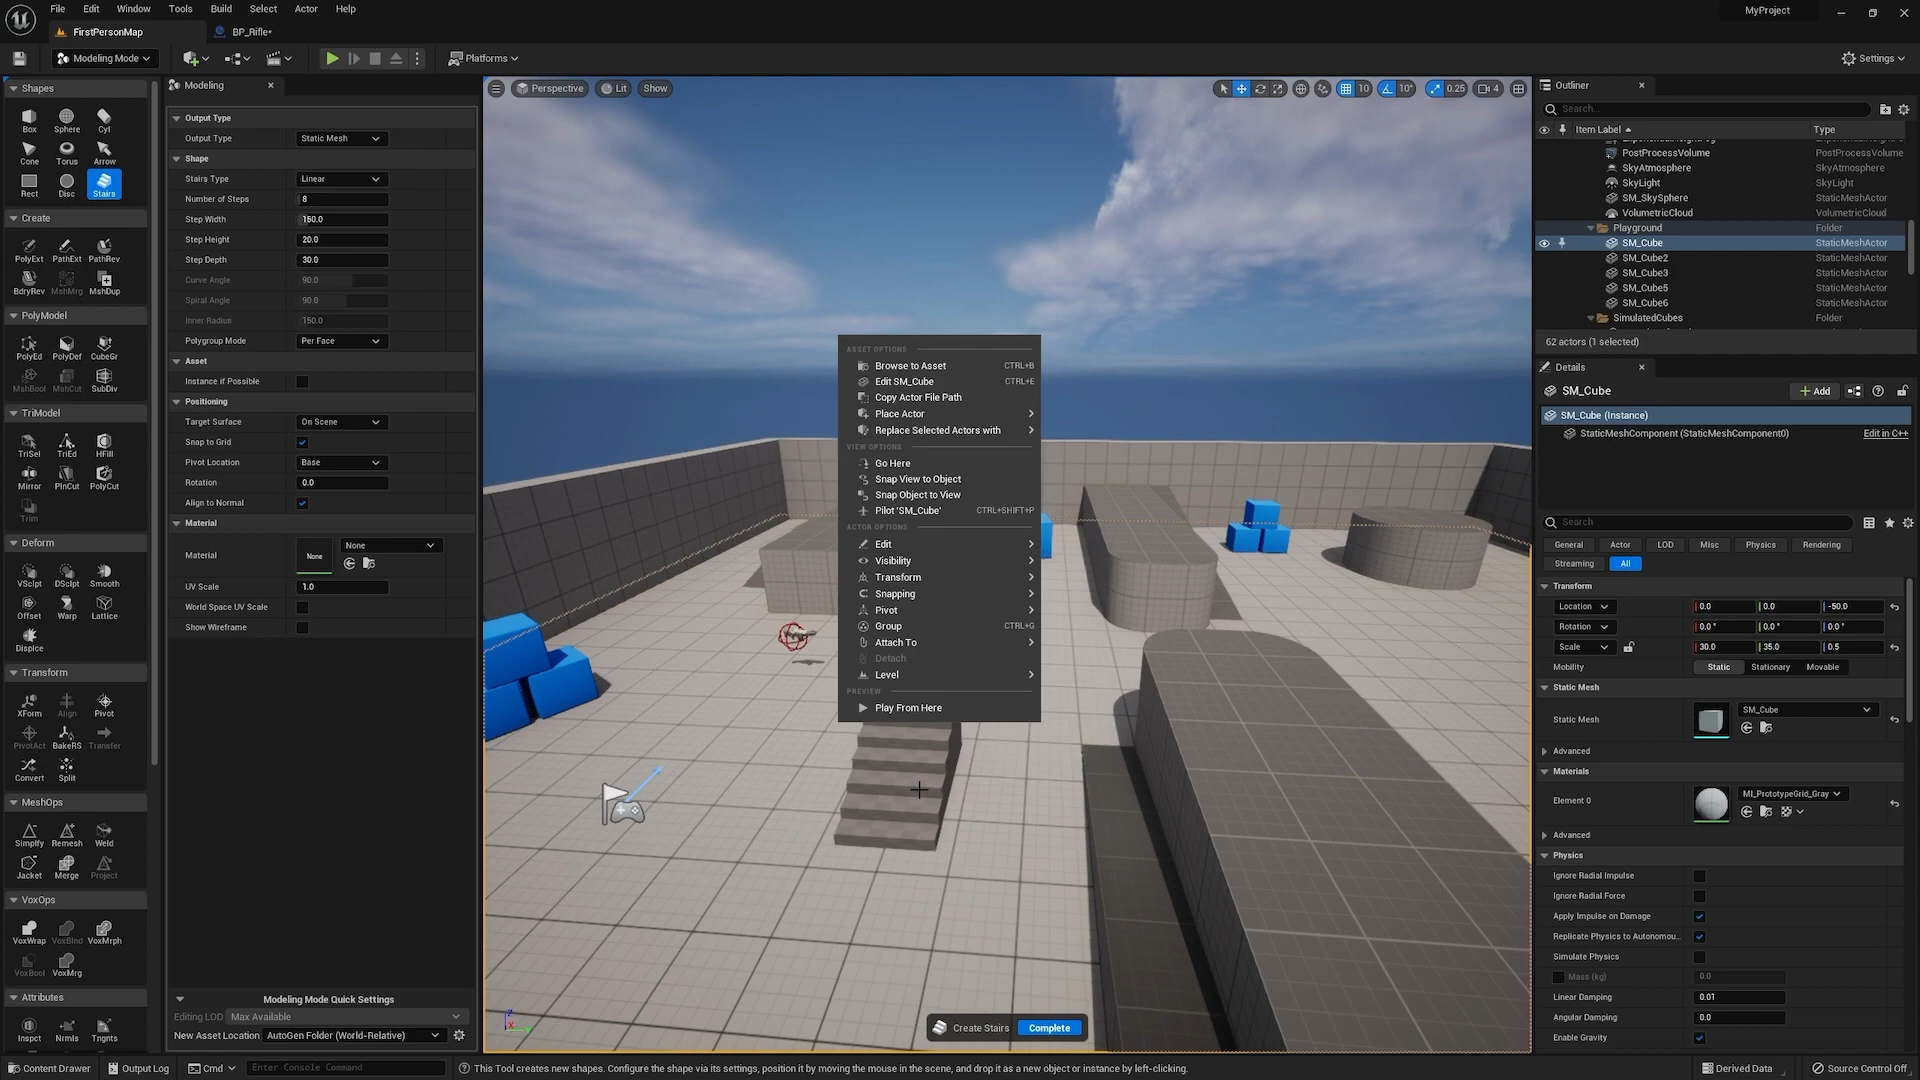 File Edit Window Tools Build Select Actor Help
MyProject
FirstPersonMap
BP_Rifle*
Modeling Mode
Platforms
Settings
Shapes
Box Sphere Cyl
Cone Torus Arrow
Rect Disc Stairs
Create
PolyExt PathExt PathRev
BdryRev MshMrg MshDup
PolyModel
PolyEd PolyDef CubeGr
MshBool MshCut SubDiv
TriModel
TriSel TriEd HFill
Mirror PlnCut PolyCut
Trim
Deform
VSclpt DSclpt Smooth
Offset Warp Lattice
Displce
Transform
XForm Align Pivot
PivotAct BakeRS Transfer
Convert Split
MeshOps
Simplfy Remesh Weld
Jacket Merge Project
VoxOps
VoxWrap VoxBlnd VoxMrph
VoxBool VoxMrg
Attributes
Inspct Nrmls Tngnts
Modeling
Output Type
Output Type Static Mesh
Shape
Stairs Type Linear
Number of Steps 8
Step Width 150.0
Step Height 20.0
Step Depth 30.0
Curve Angle 90.0
Spiral Angle 90.0
Inner Radius 150.0
Polygroup Mode Per Face
Asset
Instance if Possible
Positioning
Target Surface On Scene
Snap to Grid
Pivot Location Base
Rotation 0.0
Align to Normal
Material
Material None None
UV Scale 1.0
World Space UV Scale
Show Wireframe
Modeling Mode Quick Settings
Editing LOD Max Available
New Asset Location AutoGen Folder (World-Relative)
Perspective Lit Show
10 10° 0.25 4
ASSET OPTIONS
Browse to Asset CTRL+B
Edit SM_Cube CTRL+E
Copy Actor File Path
Place Actor
Replace Selected Actors with
VIEW OPTIONS
Go Here
Snap View to Object
Snap Object to View
Pilot 'SM_Cube' CTRL+SHIFT+P
ACTOR OPTIONS
Edit
Visibility
Transform
Snapping
Pivot
Group CTRL+G
Attach To
Detach
Level
PREVIEW
Play From Here
Create Stairs Complete
Outliner
Search...
Item Label Type
PostProcessVolume PostProcessVolume
SkyAtmosphere SkyAtmosphere
SkyLight SkyLight
SM_SkySphere StaticMeshActor
VolumetricCloud VolumetricCloud
Playground Folder
SM_Cube StaticMeshActor
SM_Cube2 StaticMeshActor
SM_Cube3 StaticMeshActor
SM_Cube5 StaticMeshActor
SM_Cube6 StaticMeshActor
SimulatedCubes Folder
62 actors (1 selected)
Details
SM_Cube Add
SM_Cube (Instance)
StaticMeshComponent (StaticMeshComponent0) Edit in C++
Search
General Actor LOD Misc Physics Rendering
Streaming All
Transform
Location 0.0 0.0 -50.0
Rotation 0.0° 0.0° 0.0°
Scale 30.0 35.0 0.5
Mobility Static Stationary Movable
Static Mesh
Static Mesh SM_Cube
Advanced
Materials
Element 0 MI_PrototypeGrid_Gray
Advanced
Physics
Ignore Radial Impulse
Ignore Radial Force
Apply Impulse on Damage
Replicate Physics to Autonomou...
Simulate Physics
Mass (kg) 0.0
Linear Damping 0.01
Angular Damping 0.0
Enable Gravity
Content Drawer Output Log Cmd Enter Console Command
This Tool creates new shapes. Configure the shape via its settings, position it by moving the mouse in the scene, and drop it as a new object or instance by left-clicking.
Derived Data Source Control Off